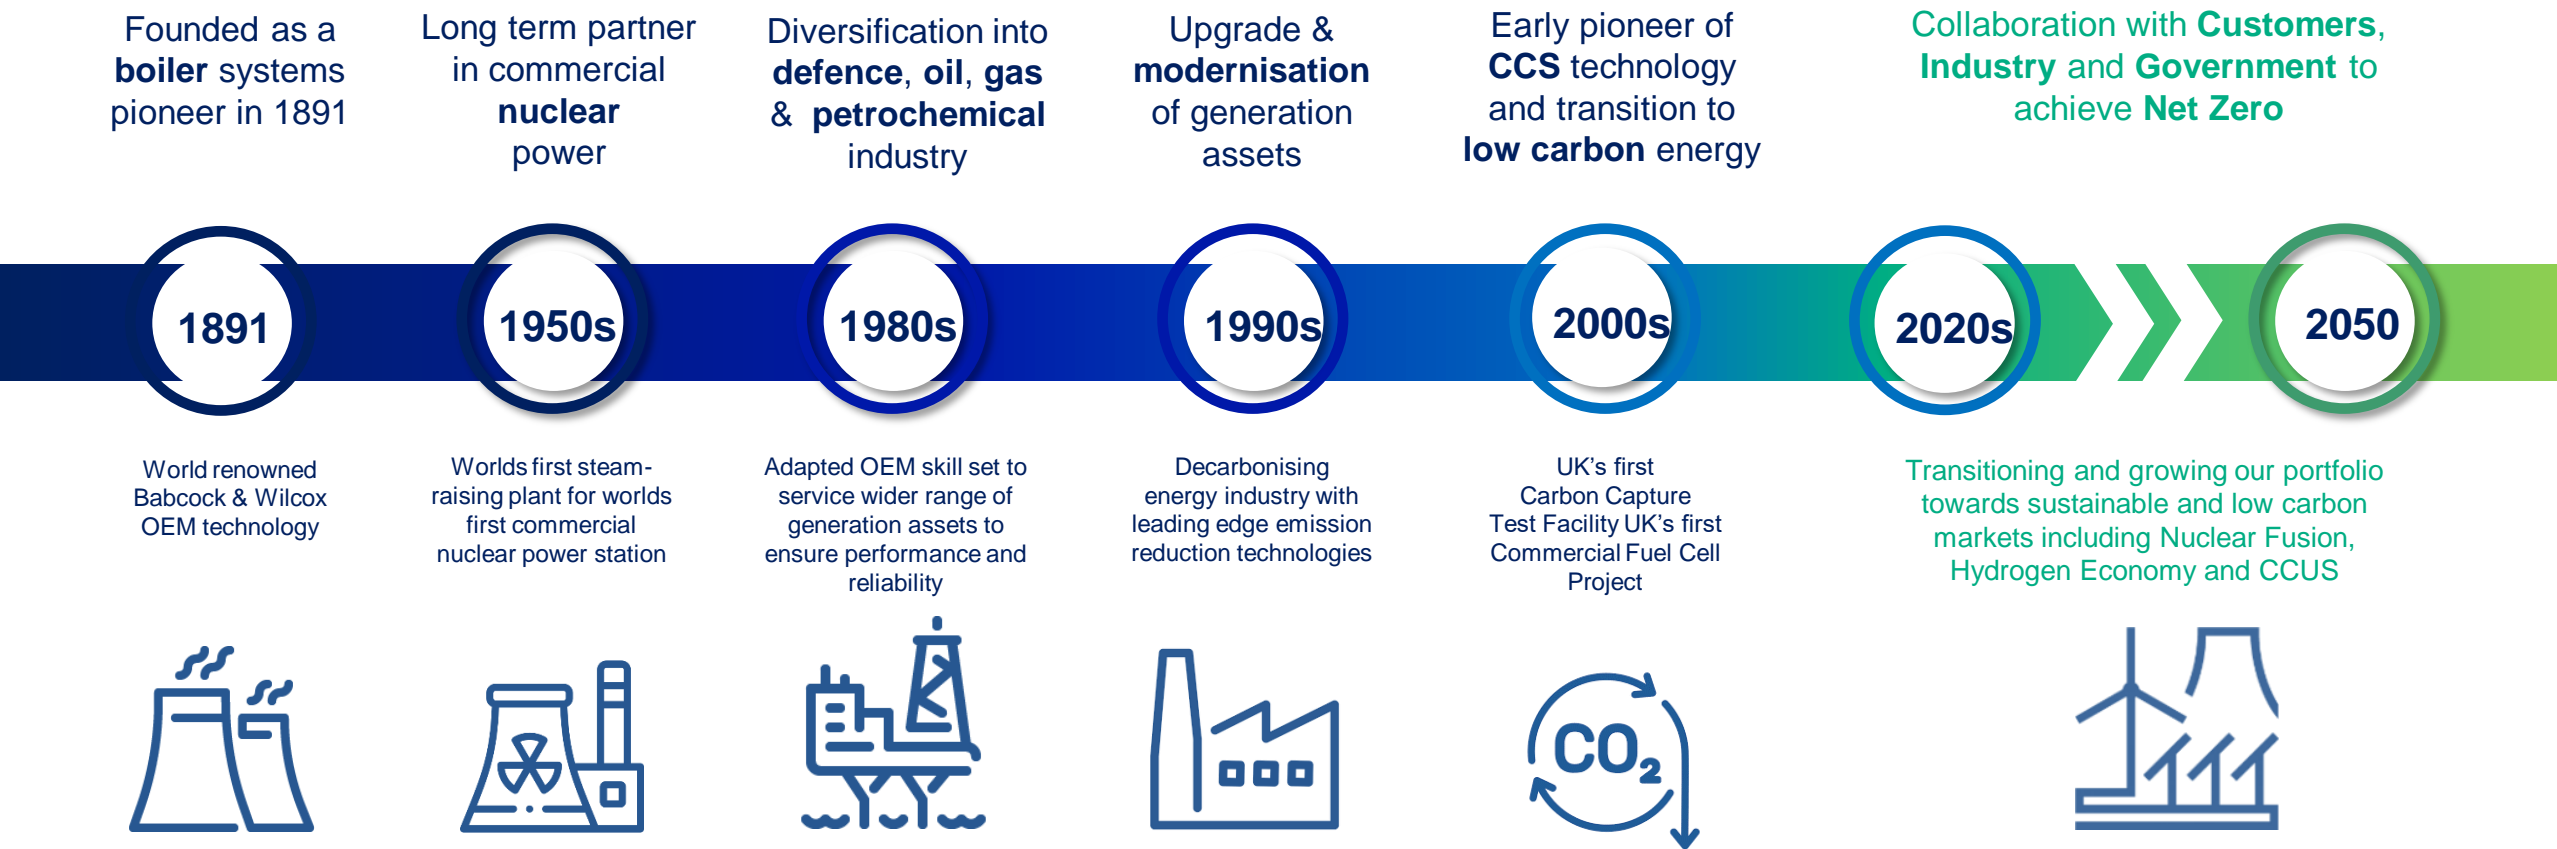 Founded as a
boiler systems
pioneer in 1891
Long term partner
in commercial
nuclear
power
Diversification into
defence, oil, gas
& petrochemical
industry
Upgrade &
modernisation
of generation
assets
Early pioneer of
CCS technology
and transition to
low carbon energy
Collaboration with Customers,
Industry and Government to
achieve Net Zero
1891
1950s
1980s
1990s
2000s
2020s
2050
World renowned
Babcock & Wilcox
OEM technology
Worlds first steam-
raising plant for worlds
first commercial
nuclear power station
Adapted OEM skill set to
service wider range of
generation assets to
ensure performance and
reliability
Decarbonising
energy industry with
leading edge emission
reduction technologies
UK's first
Carbon Capture
Test Facility UK's first
Commercial Fuel Cell
Project
Transitioning and growing our portfolio
towards sustainable and low carbon
markets including Nuclear Fusion,
Hydrogen Economy and CCUS
CO₂